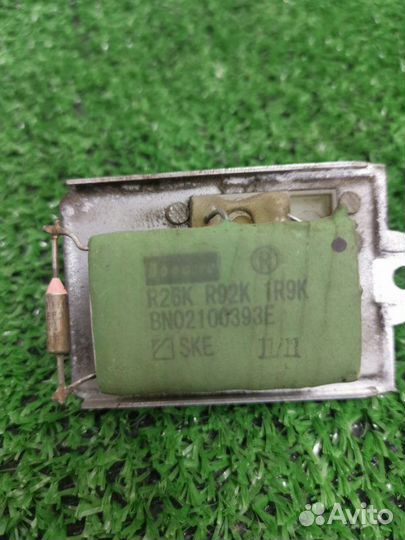 R
R26K R92K 1R9K
BN02100393E
SKE 11/11
Avito